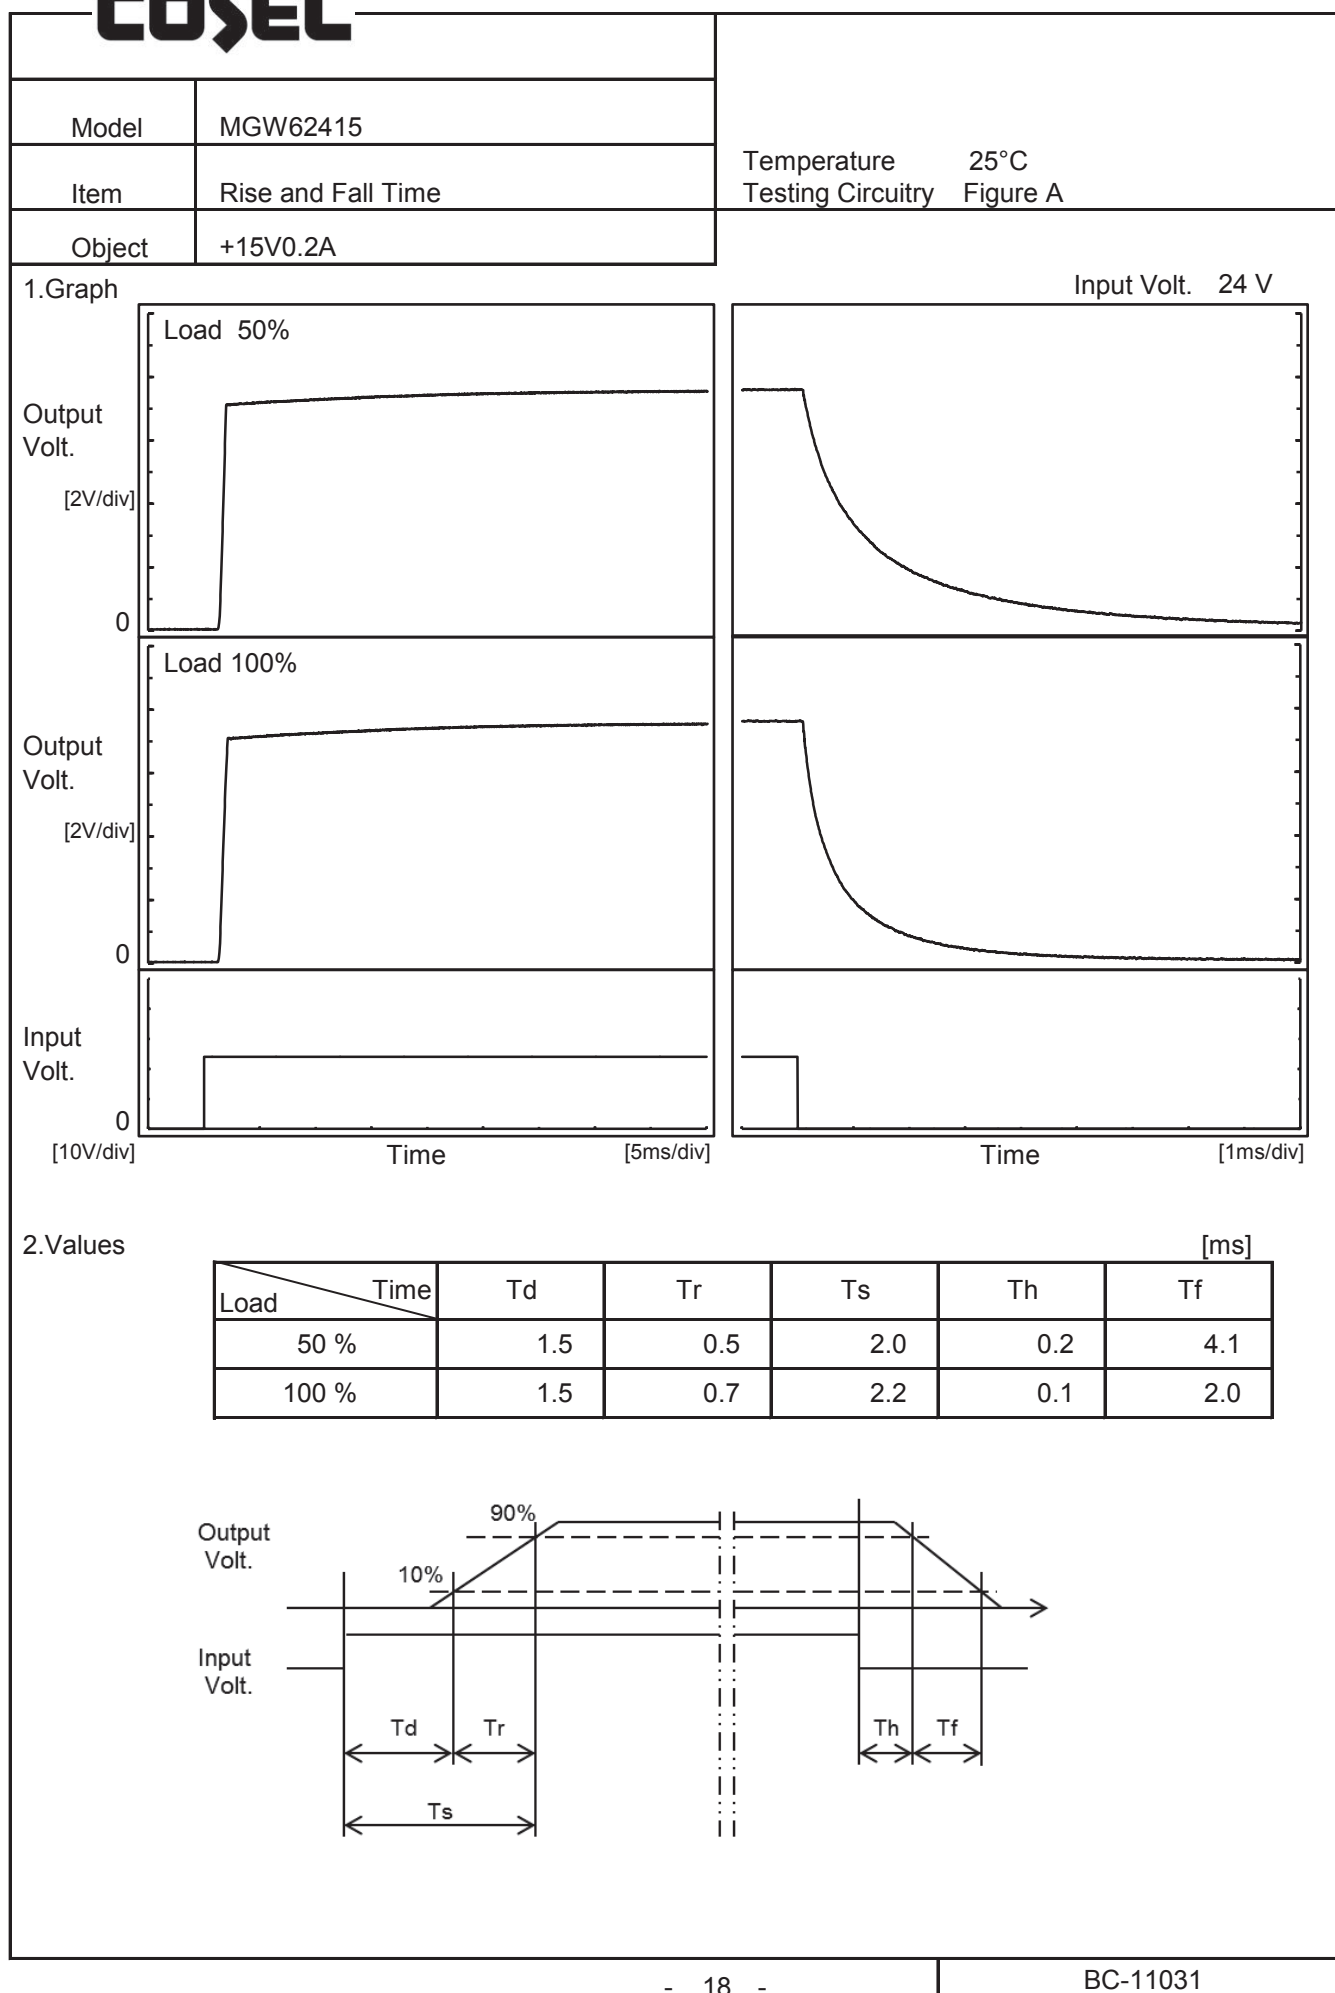 COSEL
Model MGW62415
Temperature 25°C
Item Rise and Fall Time
Testing Circuitry Figure A
Object +15V0.2A
1.Graph
Input Volt. 24 V
Load 50%
Output
Volt.
[2V/div]
0
Load 100%
Output
Volt.
[2V/div]
0
Input
Volt.
0
[10V/div] Time [5ms/div] Time [1ms/div]
2.Values [ms]
Time Td Tr Ts Th Tf
Load
50 % 1.5 0.5 2.0 0.2 4.1
100 % 1.5 0.7 2.2 0.1 2.0
90%
Output
Volt.
10%
Input
Volt.
Td Tr Th Tf
Ts
- 18 - BC-11031